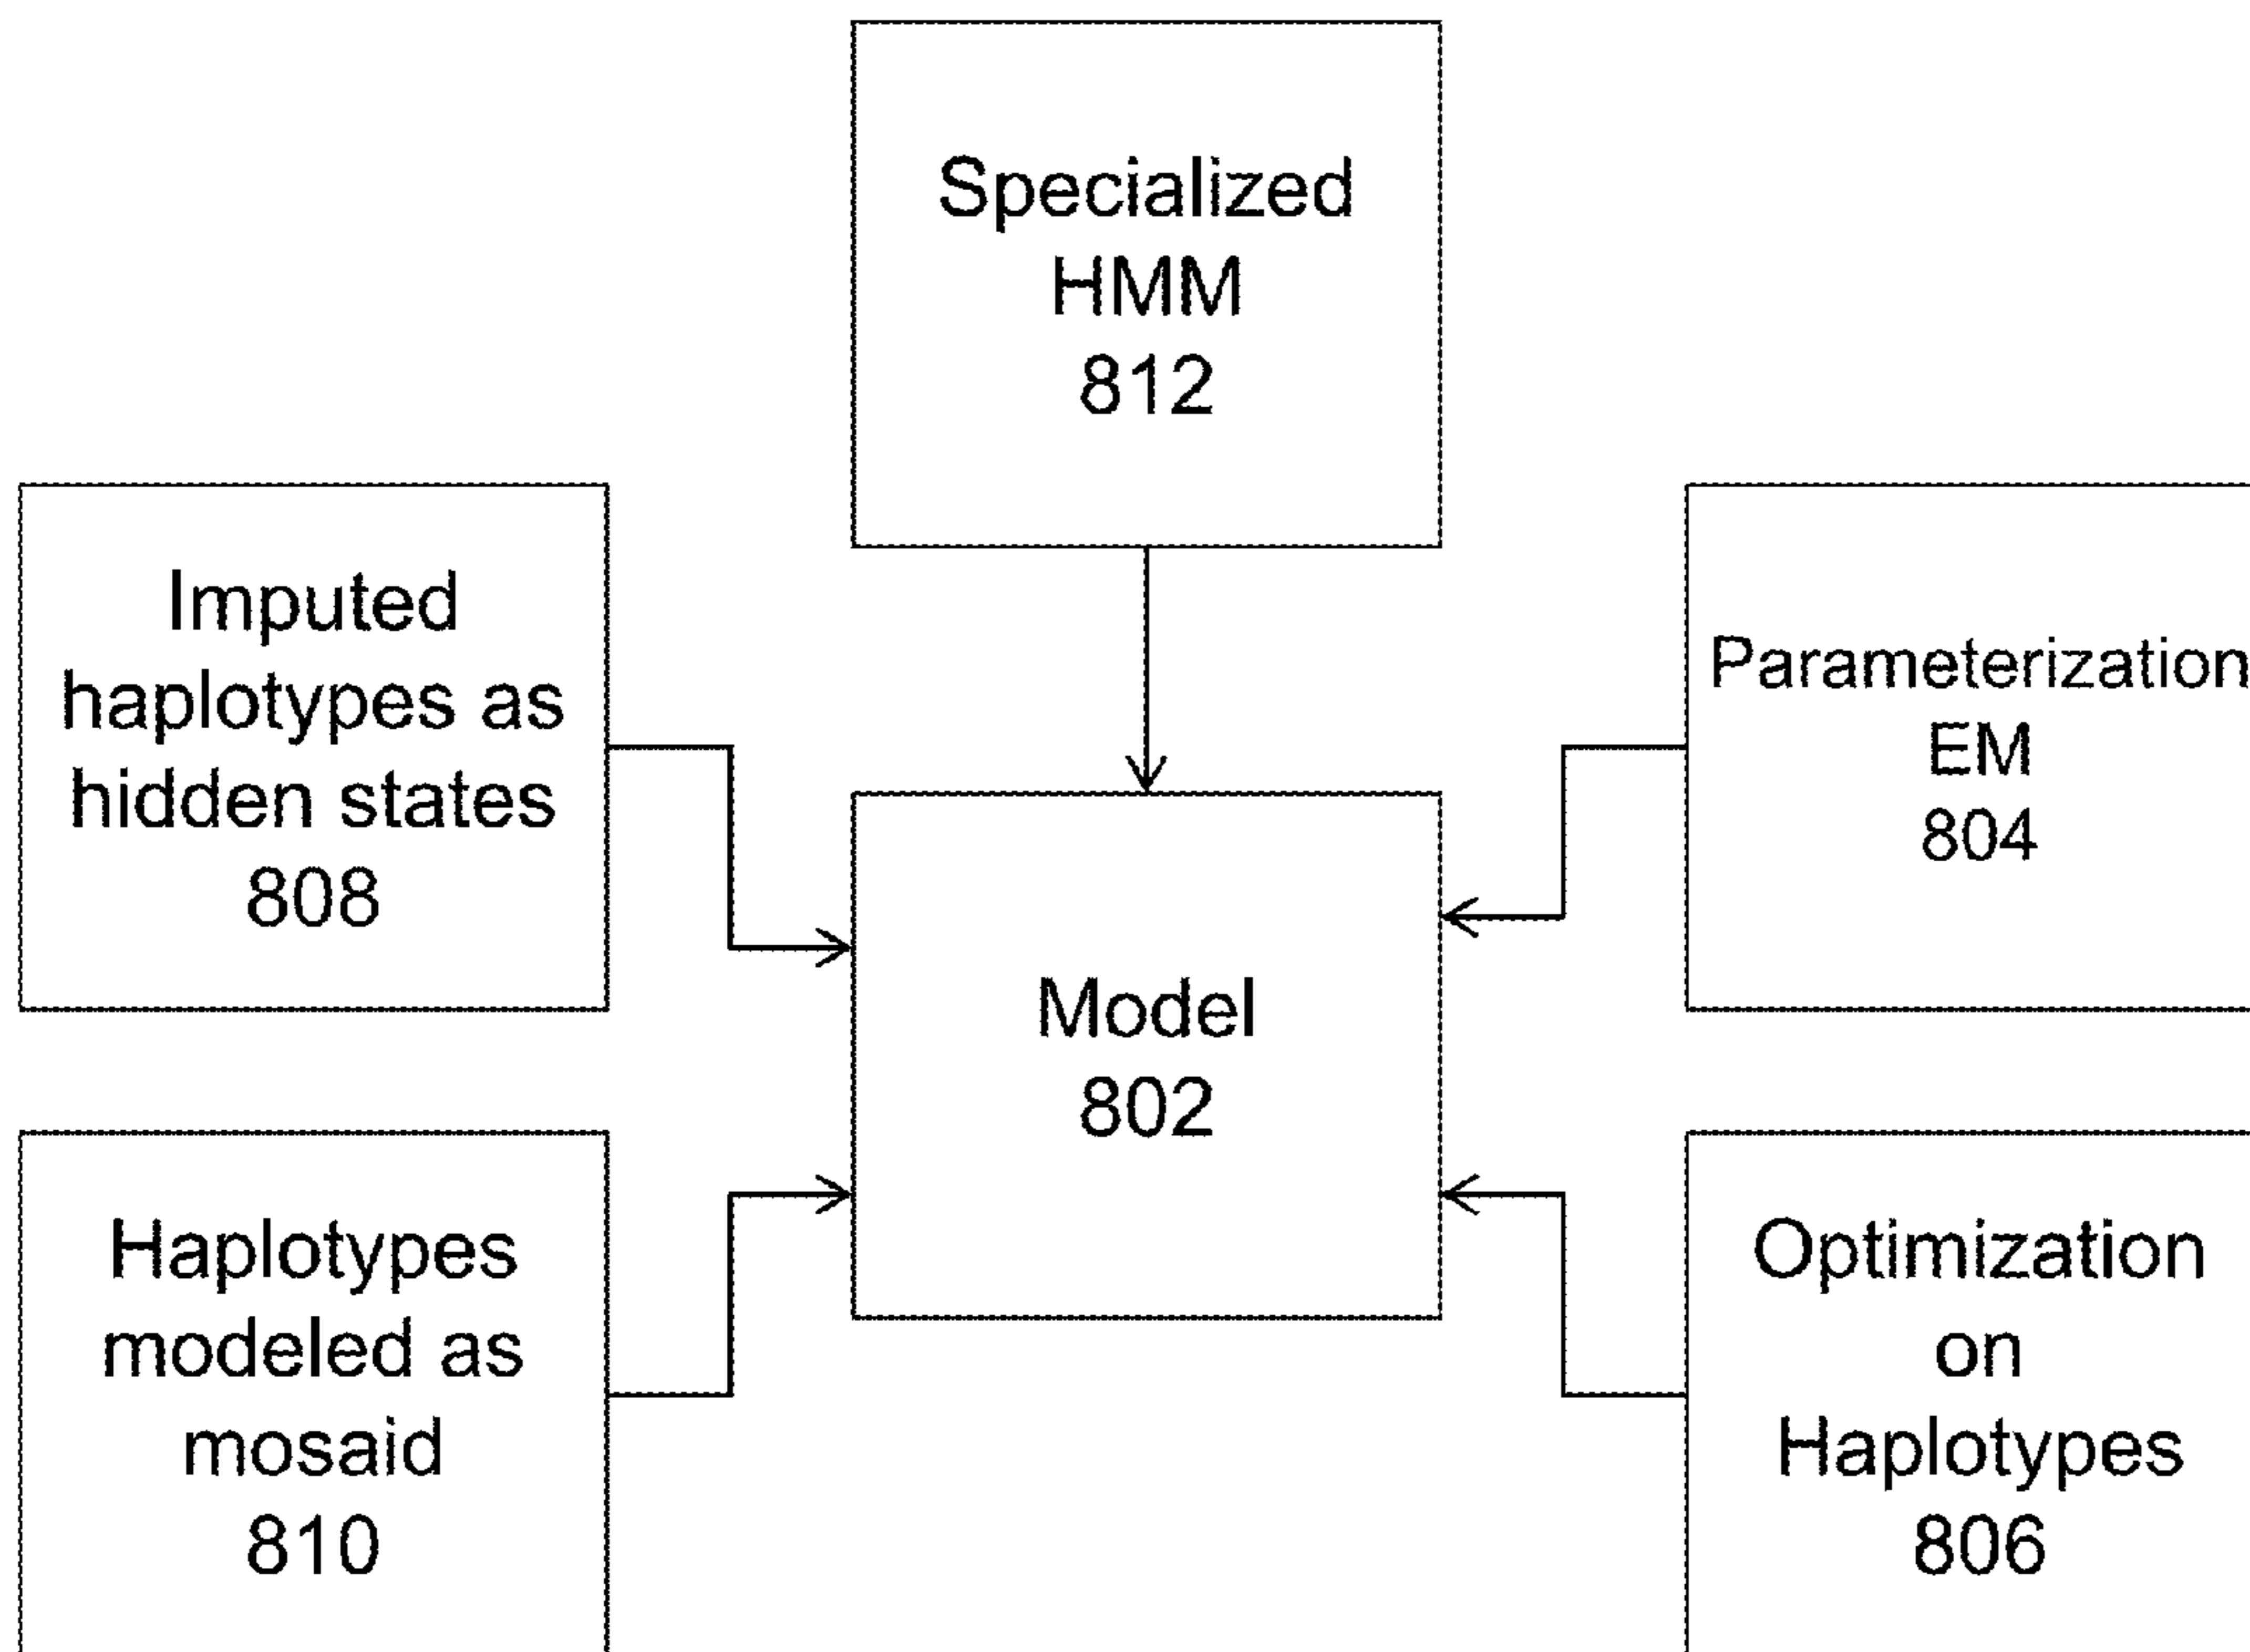 Specialized
HMM
812
Imputed
haplotypes as
hidden states
808
Parameterization
EM
804
Model
802
Haplotypes
modeled as
mosaid
810
Optimization
on
Haplotypes
806